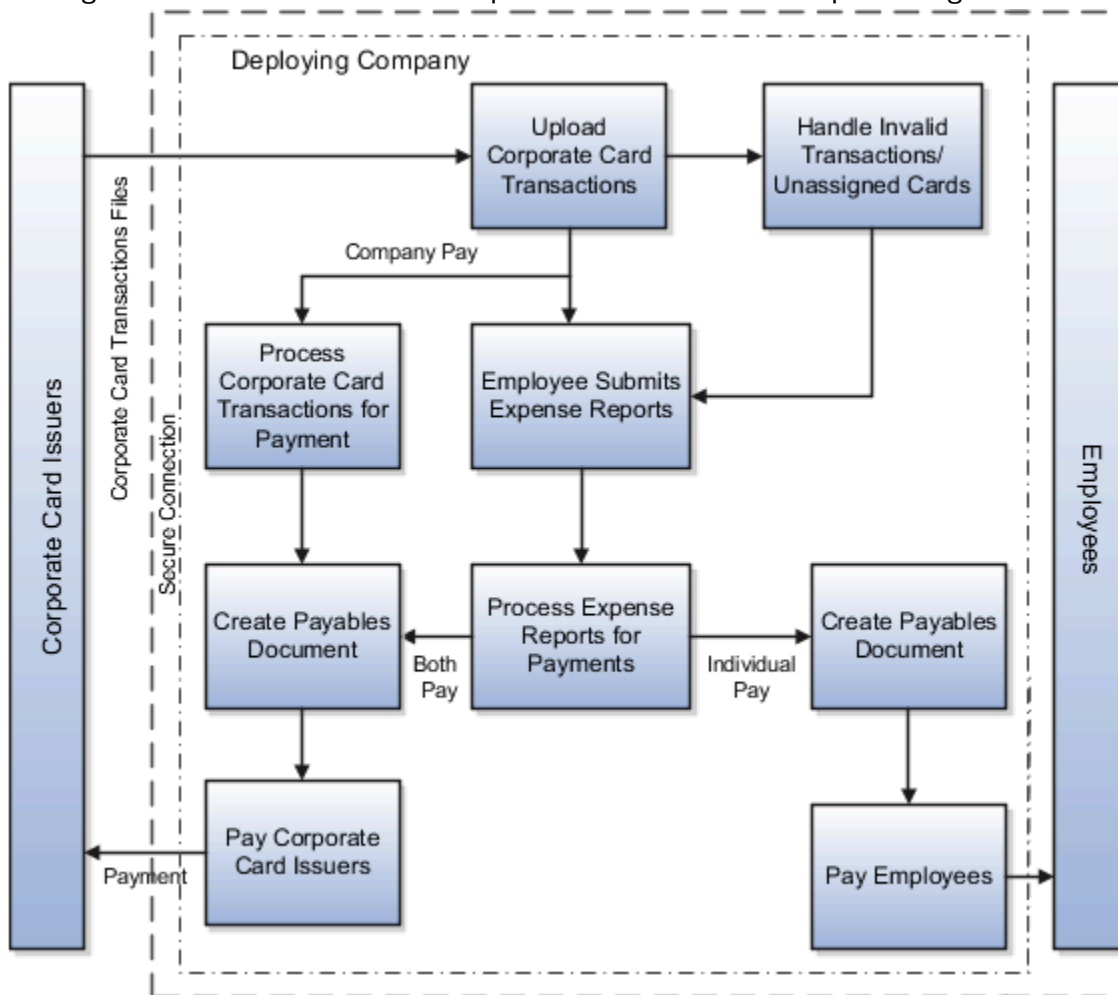 Deploying Company
Upload
Corporate Card
Transactions
Handle Invalid
Transactions/
Unassigned Cards
Corporate Card Transactions Files
Company Pay
Process
Corporate Card
Transactions for
Payment
Employee Submits
Expense Reports
Corporate Card Issuers
Secure Connection
Employees
Create Payables
Document
Both
Pay
Process Expense
Reports for
Payments
Individual
Pay
Create Payables
Document
Pay Corporate
Card Issuers
Payment
Pay Employees